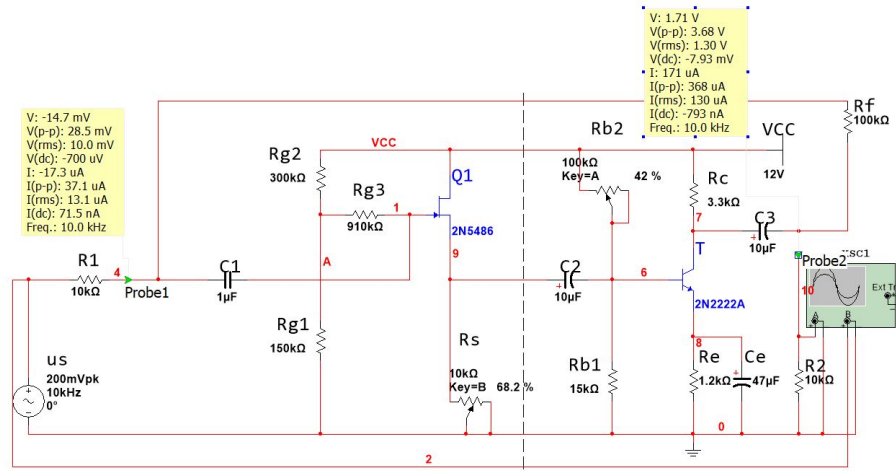 V: 1.71 V
V(p-p): 3.68 V
V(rms): 1.30 V
V(dc): -7.93 mV
I: 171 uA
I(p-p): 368 uA
I(rms): 130 uA
I(dc): -793 nA
Freq.: 10.0 kHz
V: -14.7 mV
V(p-p): 28.5 mV
V(rms): 10.0 mV
V(dc): -700 uV
I: -17.3 uA
I(p-p): 37.1 uA
I(rms): 13.1 uA
I(dc): 71.5 nA
Freq.: 10.0 kHz
Rf
100kΩ
VCC
12V
Rb2
100kΩ
Key=A
42 %
VCC
Rg2
300kΩ
Rg3
910kΩ
1
Q1
2N5486
9
Rc
3.3kΩ
7
C3
+
10µF
R1
10kΩ
4
Probe1
C1
1µF
A
C2
+
10µF
6
T
2N2222A
8
Probe2
XSC1
Ext Tr
A
B
10
us
200mVpk
10kHz
0°
Rg1
150kΩ
Rs
10kΩ
Key=B
68.2 %
Rb1
15kΩ
Re
1.2kΩ
Ce
+
47µF
R2
10kΩ
0
2